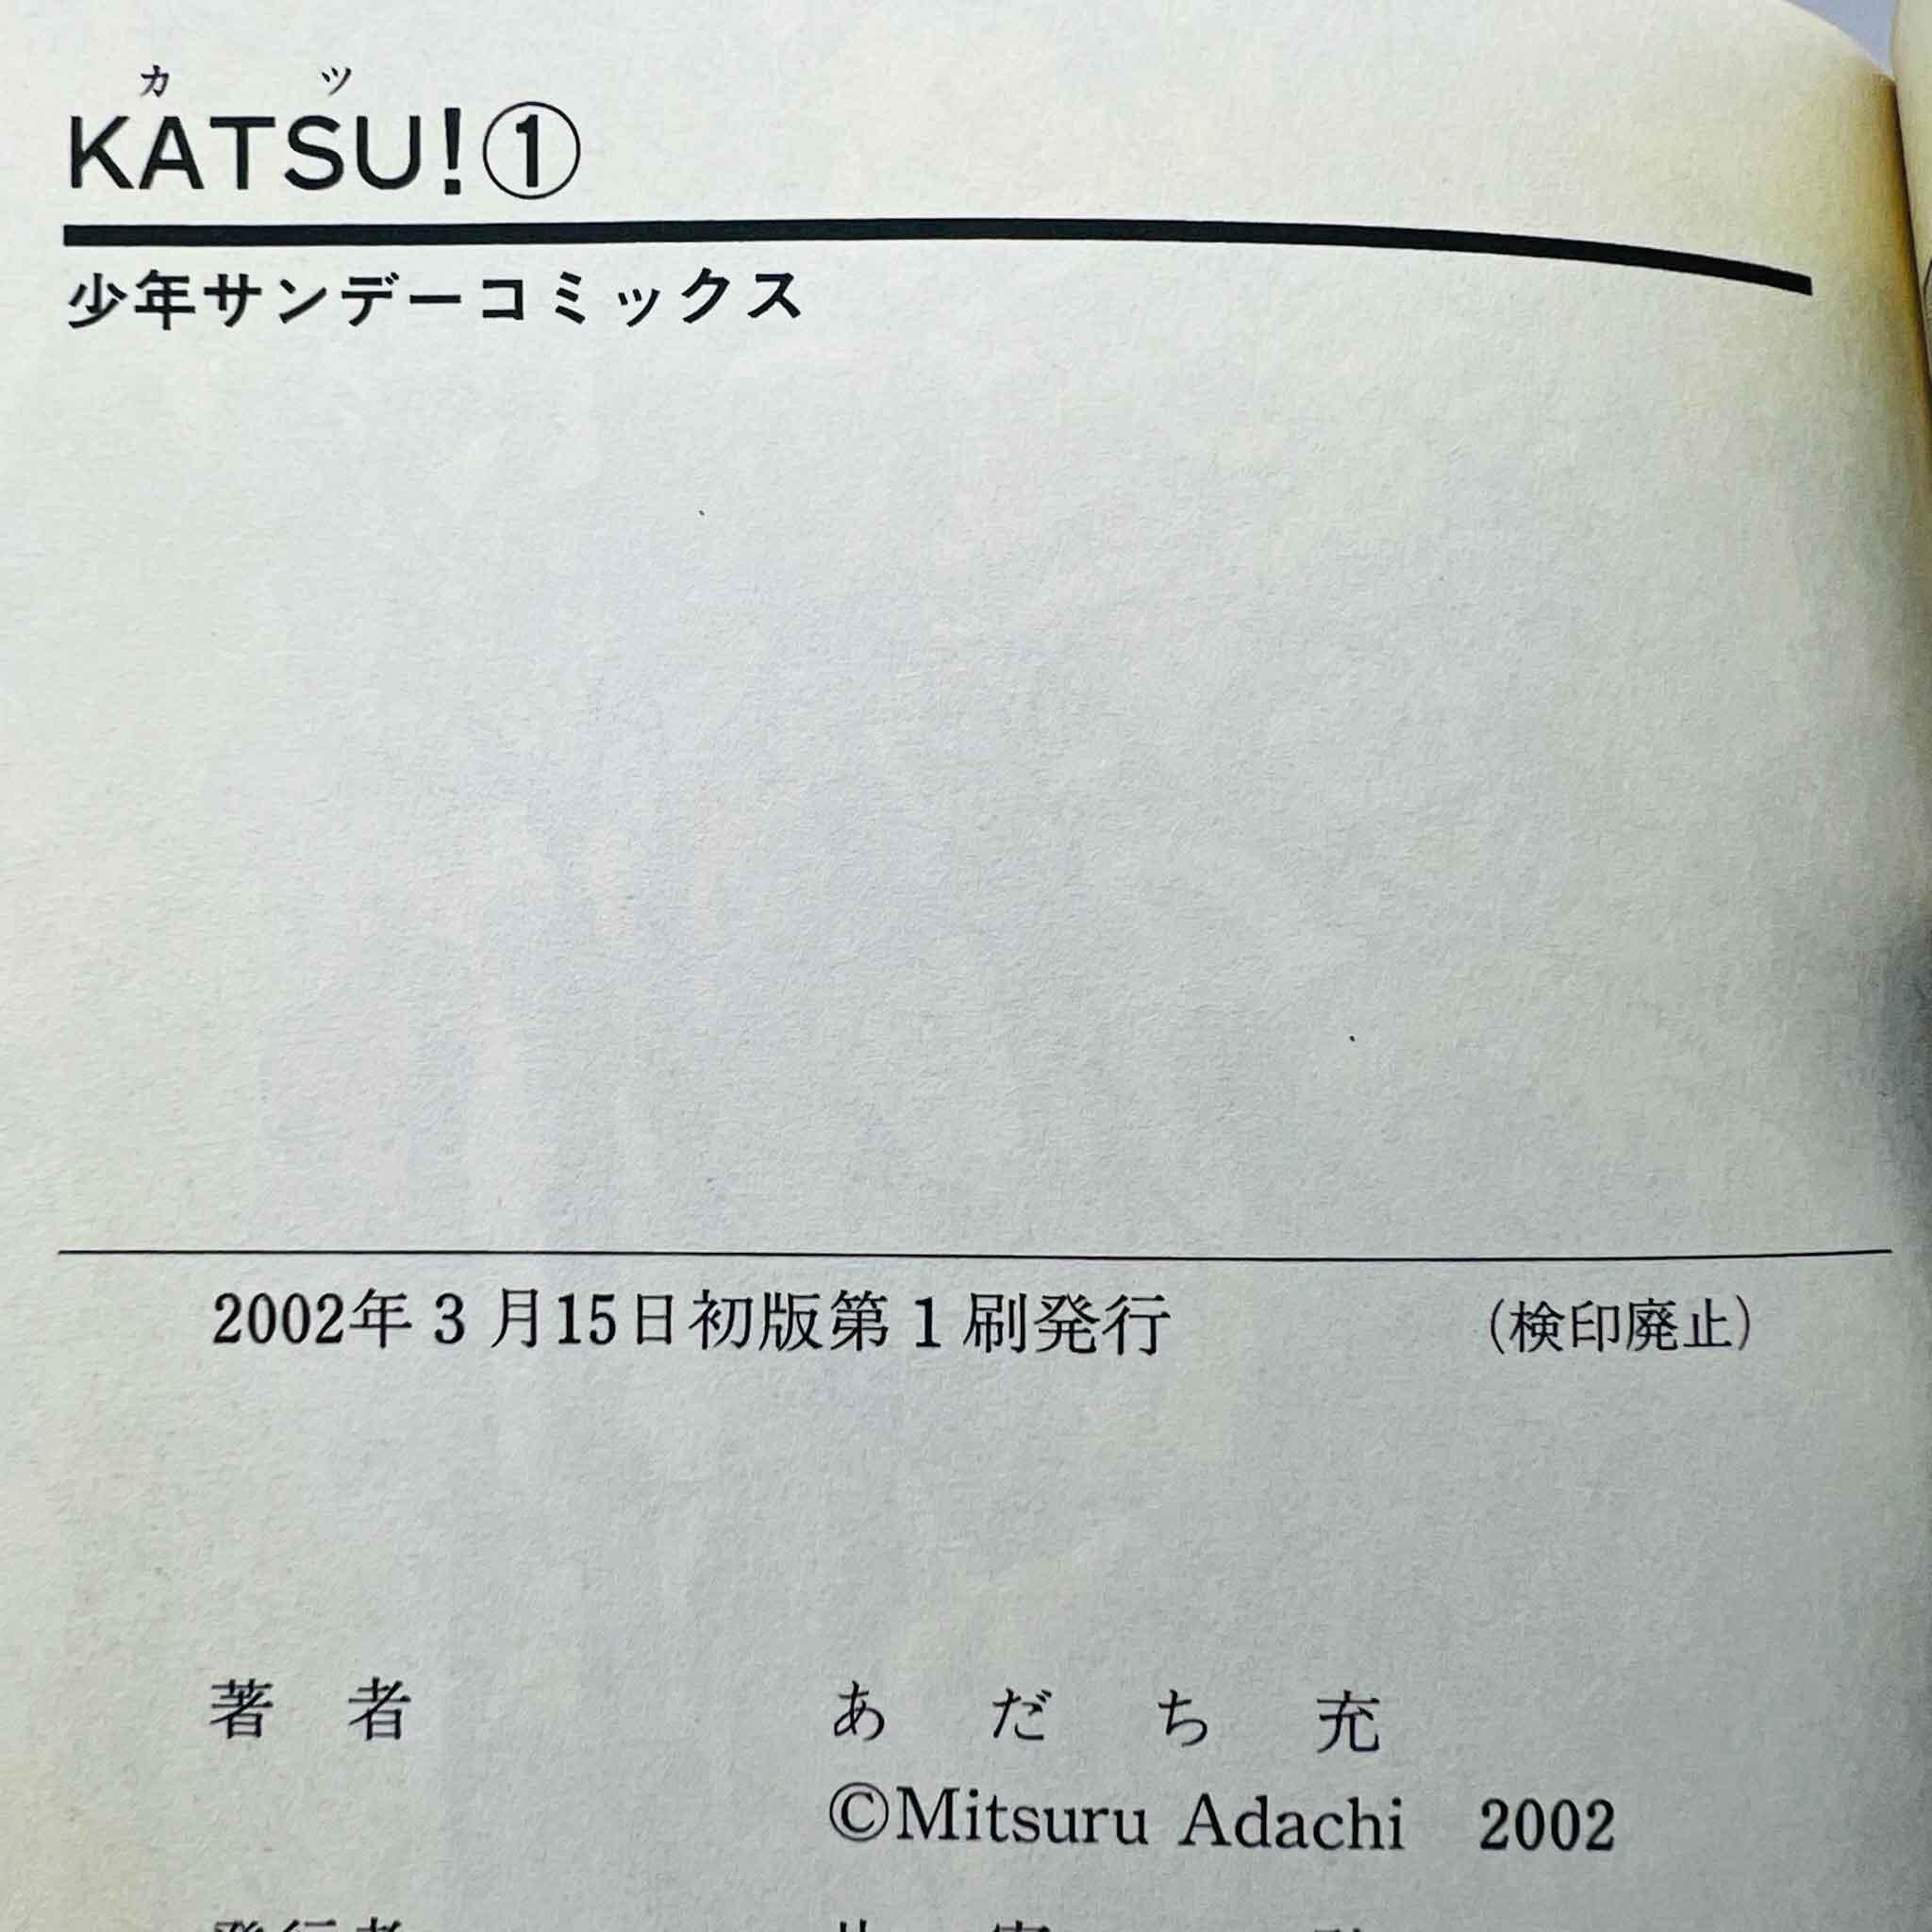 カ ツ
KATSU!①
少年サンデーコミックス
2002年3月15日初版第1刷発行 (検印廃止)
著者 あだち充
©Mitsuru Adachi 2002